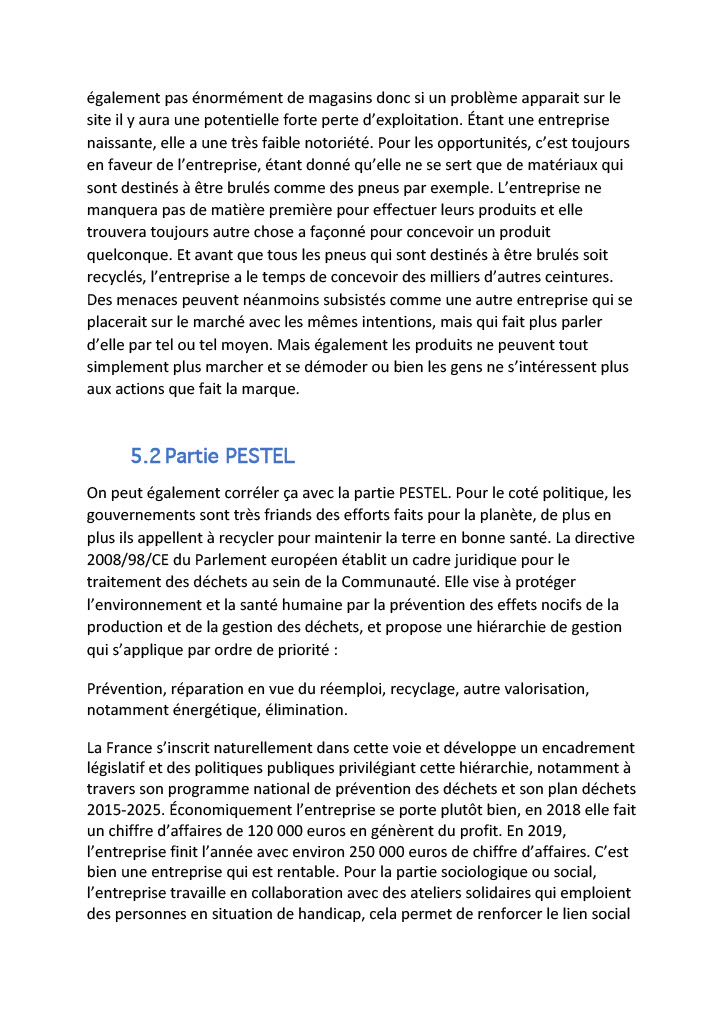 également pas énormément de magasins donc si un problème apparait sur le
site il y aura une potentielle forte perte d’exploitation. Étant une entreprise
naissante, elle a une très faible notoriété. Pour les opportunités, c’est toujours
en faveur de l’entreprise, étant donné qu’elle ne se sert que de matériaux qui
sont destinés à être brulés comme des pneus par exemple. L’entreprise ne
manquera pas de matière première pour effectuer leurs produits et elle
trouvera toujours autre chose a façonné pour concevoir un produit
quelconque. Et avant que tous les pneus qui sont destinés à être brulés soit
recyclés, l’entreprise a le temps de concevoir des milliers d’autres ceintures.
Des menaces peuvent néanmoins subsistés comme une autre entreprise qui se
placerait sur le marché avec les mêmes intentions, mais qui fait plus parler
d’elle par tel ou tel moyen. Mais également les produits ne peuvent tout
simplement plus marcher et se démoder ou bien les gens ne s’intéressent plus
aux actions que fait la marque.
5.2 Partie PESTEL
On peut également corréler ça avec la partie PESTEL. Pour le coté politique, les
gouvernements sont très friands des efforts faits pour la planète, de plus en
plus ils appellent à recycler pour maintenir la terre en bonne santé. La directive
2008/98/CE du Parlement européen établit un cadre juridique pour le
traitement des déchets au sein de la Communauté. Elle vise à protéger
l’environnement et la santé humaine par la prévention des effets nocifs de la
production et de la gestion des déchets, et propose une hiérarchie de gestion
qui s’applique par ordre de priorité :
Prévention, réparation en vue du réemploi, recyclage, autre valorisation,
notamment énergétique, élimination.
La France s’inscrit naturellement dans cette voie et développe un encadrement
législatif et des politiques publiques privilégiant cette hiérarchie, notamment à
travers son programme national de prévention des déchets et son plan déchets
2015-2025. Économiquement l’entreprise se porte plutôt bien, en 2018 elle fait
un chiffre d’affaires de 120 000 euros en génèrent du profit. En 2019,
l’entreprise finit l’année avec environ 250 000 euros de chiffre d’affaires. C’est
bien une entreprise qui est rentable. Pour la partie sociologique ou social,
l’entreprise travaille en collaboration avec des ateliers solidaires qui emploient
des personnes en situation de handicap, cela permet de renforcer le lien social